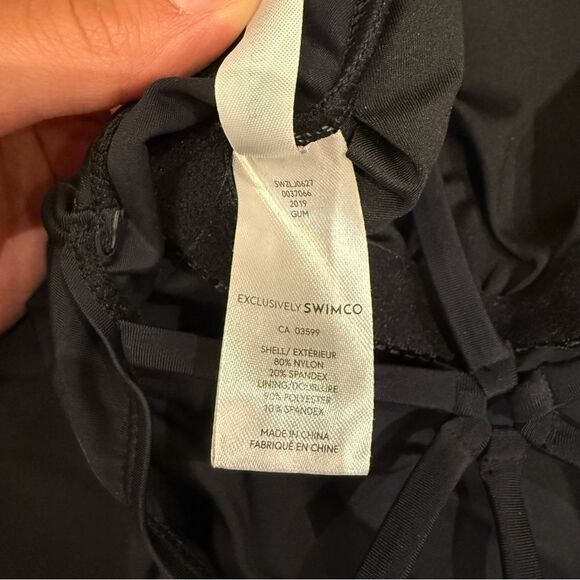 SWZLJ0627
0037066
2019
GUM
EXCLUSIVELY SWIMCO
CA 03599
SHELL/ EXTÉRIEUR
80% NYLON
20% SPANDEX
LINING/DOUBLURE
90% POLYESTER
10% SPANDEX
MADE IN CHINA
FABRIQUÉ EN CHINE